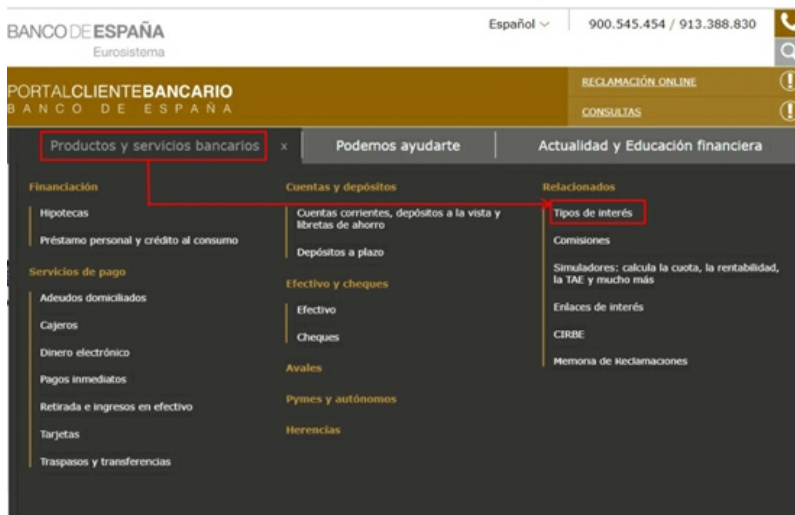 BANCO DE ESPAÑA
Eurosistema
Español
900.545.454 / 913.388.830
PORTALCLIENTEBANCARIO
BANCO DE ESPAÑA
RECLAMACIÓN ONLINE
CONSULTAS
Productos y servicios bancarios x
Podemos ayudarte
Actualidad y Educación financiera
Financiación
Hipotecas
Préstamo personal y crédito al consumo
Servicios de pago
Adeudos domiciliados
Cajeros
Dinero electrónico
Pagos inmediatos
Retirada e ingresos en efectivo
Tarjetas
Traspasos y transferencias
Cuentas y depósitos
Cuentas corrientes, depósitos a la vista y
libretas de ahorro
Depósitos a plazo
Efectivo y cheques
Efectivo
Cheques
Avales
Pymes y autónomos
Herencias
Relacionados
Tipos de interés
Comisiones
Simuladores: calcula la cuota, la rentabilidad,
la TAE y mucho más
Enlaces de interés
CIRBE
Memoria de Reclamaciones